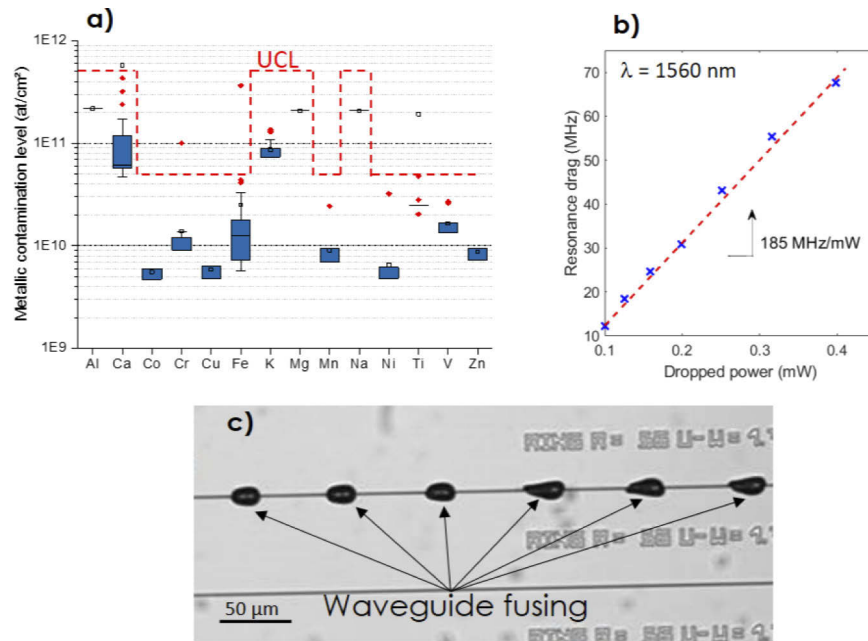 a)
UCL
Metallic contamination level (at/cm²)
1E12
1E11
1E10
1E9
Al Ca Co Cr Cu Fe K Mg Mn Na Ni Ti V Zn
b)
λ = 1560 nm
Resonance drag (MHz)
70
60
50
40
30
20
10
185 MHz/mW
0.1 0.2 0.3 0.4
Dropped power (mW)
c)
RING R= 
RING R= 
Waveguide fusing
50 µm